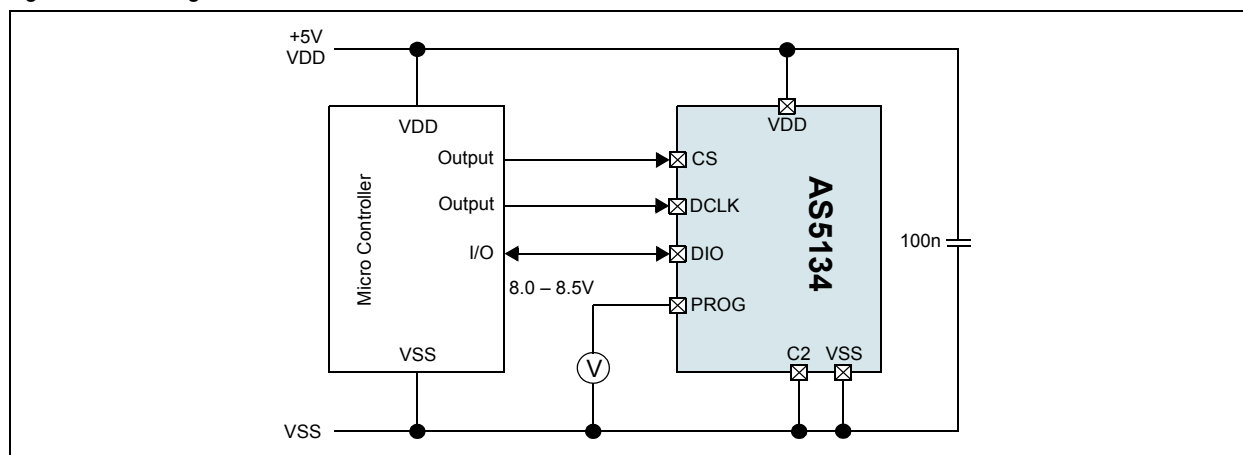 +5V
VDD
VDD
VDD
Output
CS
Micro Controller
Output
DCLK
AS5134
100n
I/O
DIO
8.0 – 8.5V
PROG
V
VSS
C2
VSS
VSS